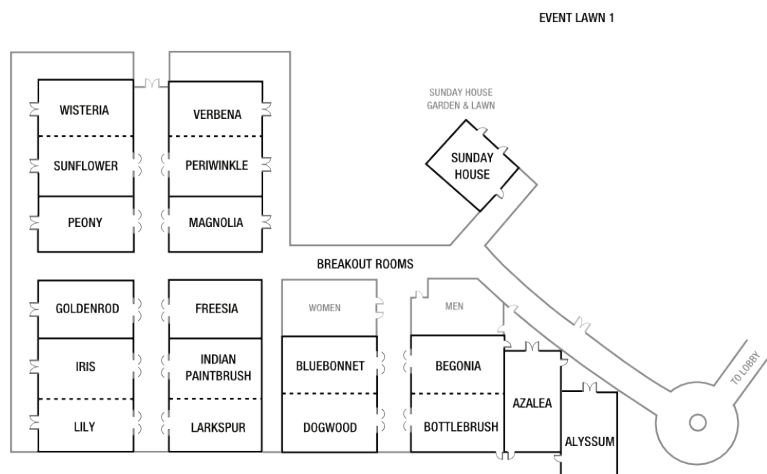 EVENT LAWN 1
SUNDAY HOUSE
GARDEN & LAWN
WISTERIA
VERBENA
SUNFLOWER
PERIWINKLE
SUNDAY
HOUSE
PEONY
MAGNOLIA
BREAKOUT ROOMS
GOLDENROD
FREESIA
WOMEN
MEN
IRIS
INDIAN
PAINTBRUSH
BLUEBONNET
BEGONIA
TO LOBBY
AZALEA
LILY
LARKSPUR
DOGWOOD
BOTTLEBRUSH
ALYSSUM